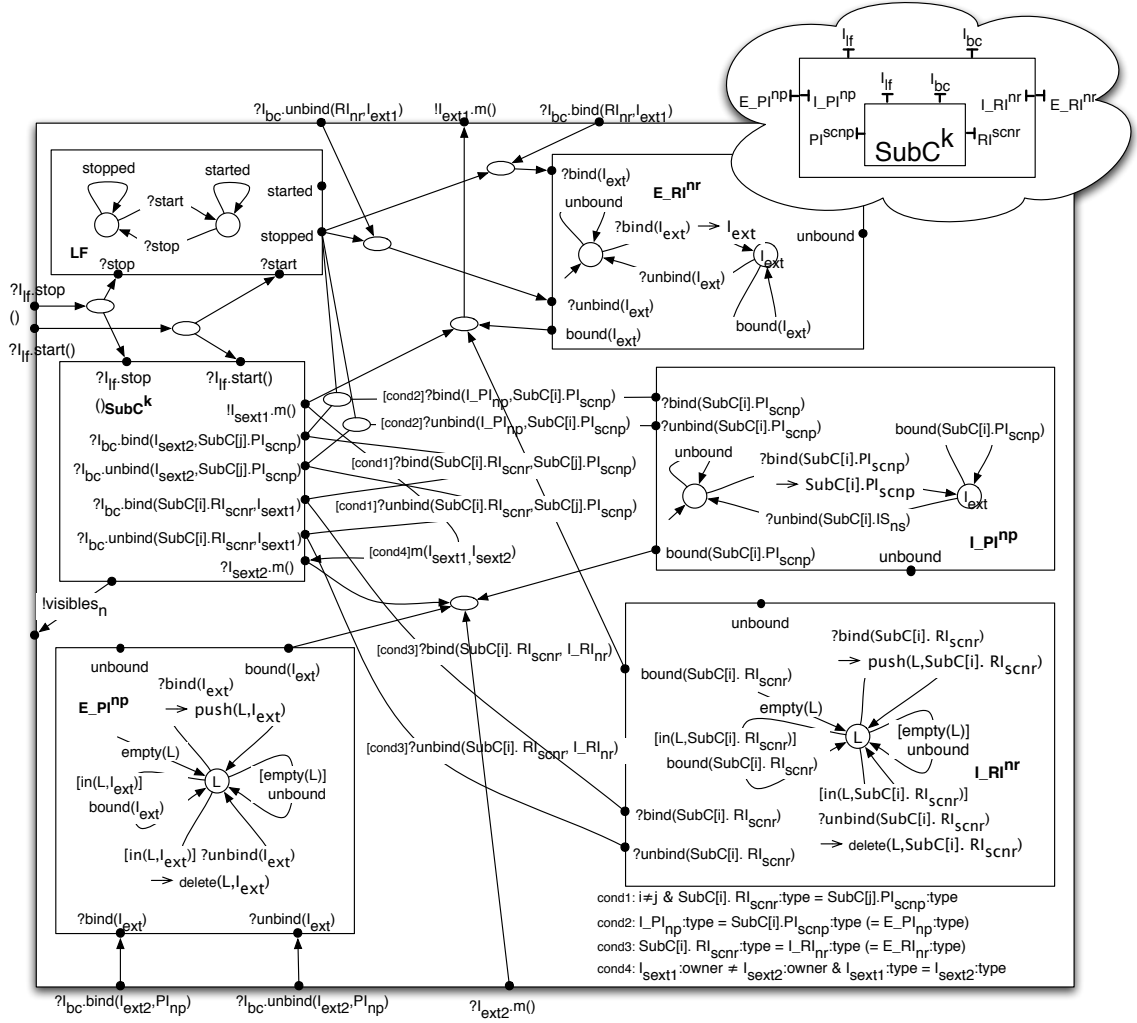 I_lf
I_bc
I_lf
I_bc
E_PI^np
I_PI^np
I_RI^nr
E_RI^nr
PI^scnp
RI^scnr
SubC^k
?I_bc.unbind(RI_nr,I_ext1)
!I_ext1.m()
?I_bc.bind(RI_nr,I_ext1)
stopped
started
?start
?stop
LF
started
stopped
?stop
?start
?bind(I_ext)
E_RI^nr
unbound
?bind(I_ext) → I_ext
I_ext
?unbind(I_ext)
?unbind(I_ext)
bound(I_ext)
bound(I_ext)
unbound
?I_lf.stop
()
?I_lf.start()
?I_lf.stop
()SubC^k
?I_lf.start()
!I_sext1.m()
?I_bc.bind(I_sext2,SubC[j].PI_scnp)
?I_bc.unbind(I_sext2,SubC[j].PI_scnp)
?I_bc.bind(SubC[i].RI_scnr,I_sext1)
?I_bc.unbind(SubC[i].RI_scnr,I_sext1)
?I_sext2.m()
[cond2]?bind(I_PI_np,SubC[i].PI_scnp)
[cond2]?unbind(I_PI_np,SubC[i].PI_scnp)
[cond1]?bind(SubC[i].RI_scnr,SubC[j].PI_scnp)
[cond1]?unbind(SubC[i].RI_scnr,SubC[j].PI_scnp)
[cond4]m(I_sext1,I_sext2)
?bind(SubC[i].PI_scnp)
?unbind(SubC[i].PI_scnp)
bound(SubC[i].PI_scnp)
unbound
?bind(SubC[i].PI_scnp)
→ SubC[i].PI_scnp
I_ext
?unbind(SubC[i].IS_ns)
I_PI^np
bound(SubC[i].PI_scnp)
unbound
!visibles_n
unbound
bound(I_ext)
?bind(I_ext)
E_PI^np
→ push(L,I_ext)
empty(L)
L
[in(L,I_ext)]
bound(I_ext)
[empty(L)]
unbound
[in(L,I_ext)] ?unbind(I_ext)
→ delete(L,I_ext)
?bind(I_ext)
?unbind(I_ext)
[cond3]?bind(SubC[i]. RI_scnr, I_RI_nr)
[cond3]?unbind(SubC[i]. RI_scnr, I_RI_nr)
unbound
?bind(SubC[i]. RI_scnr)
→ push(L,SubC[i]. RI_scnr)
bound(SubC[i]. RI_scnr)
empty(L)
L
[in(L,SubC[i]. RI_scnr)]
bound(SubC[i]. RI_scnr)
[empty(L)]
unbound
I_RI^nr
[in(L,SubC[i]. RI_scnr)]
?unbind(SubC[i]. RI_scnr)
→ delete(L,SubC[i]. RI_scnr)
?bind(SubC[i]. RI_scnr)
?unbind(SubC[i]. RI_scnr)
cond1: i≠j & SubC[i]. RI_scnr:type = SubC[j].PI_scnp:type
cond2: I_PI_np:type = SubC[i].PI_scnp:type (= E_PI_np:type)
cond3: SubC[i]. RI_scnr:type = I_RI_nr:type (= E_RI_nr:type)
cond4: I_sext1:owner ≠ I_sext2:owner & I_sext1:type = I_sext2:type
?I_bc.bind(I_ext2,PI_np)
?I_bc.unbind(I_ext2,PI_np)
?I_ext2.m()